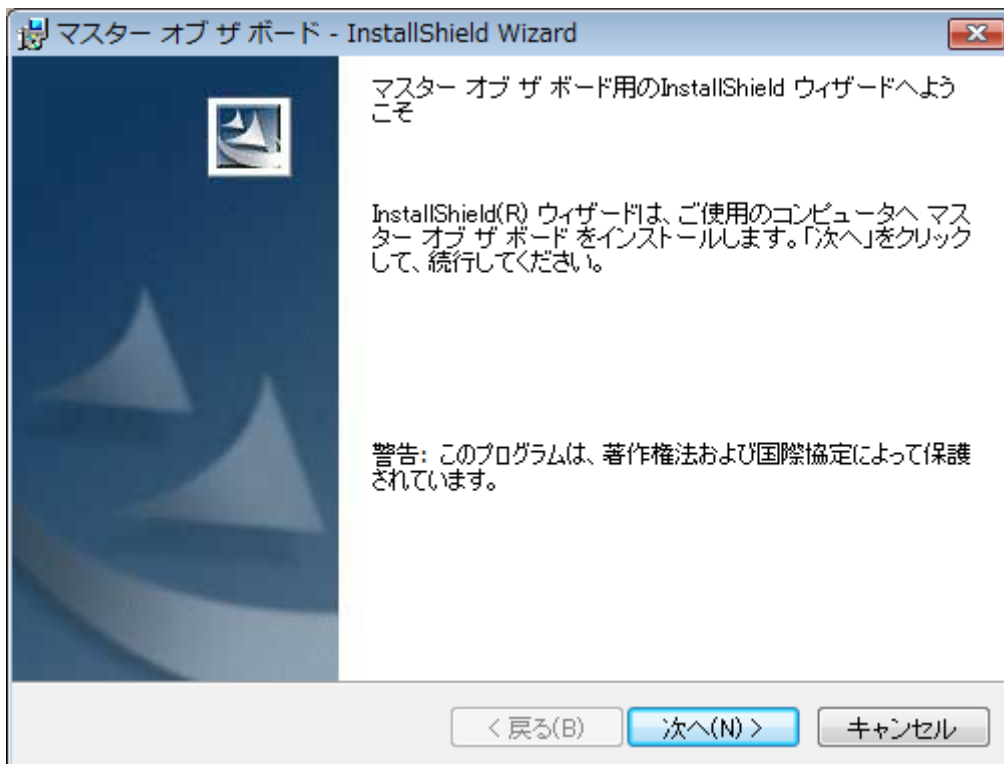 マスター オブ ザ ボード - InstallShield Wizard
マスター オブ ザ ボード用のInstallShield ウィザードへよう
こそ
InstallShield(R) ウィザードは、ご使用のコンピュータへ マス
ター オブ ザ ボード をインストールします。「次へ」をクリック
して、続行してください。
警告: このプログラムは、著作権法および国際協定によって保護
されています。
< 戻る(B)
次へ(N) >
キャンセル